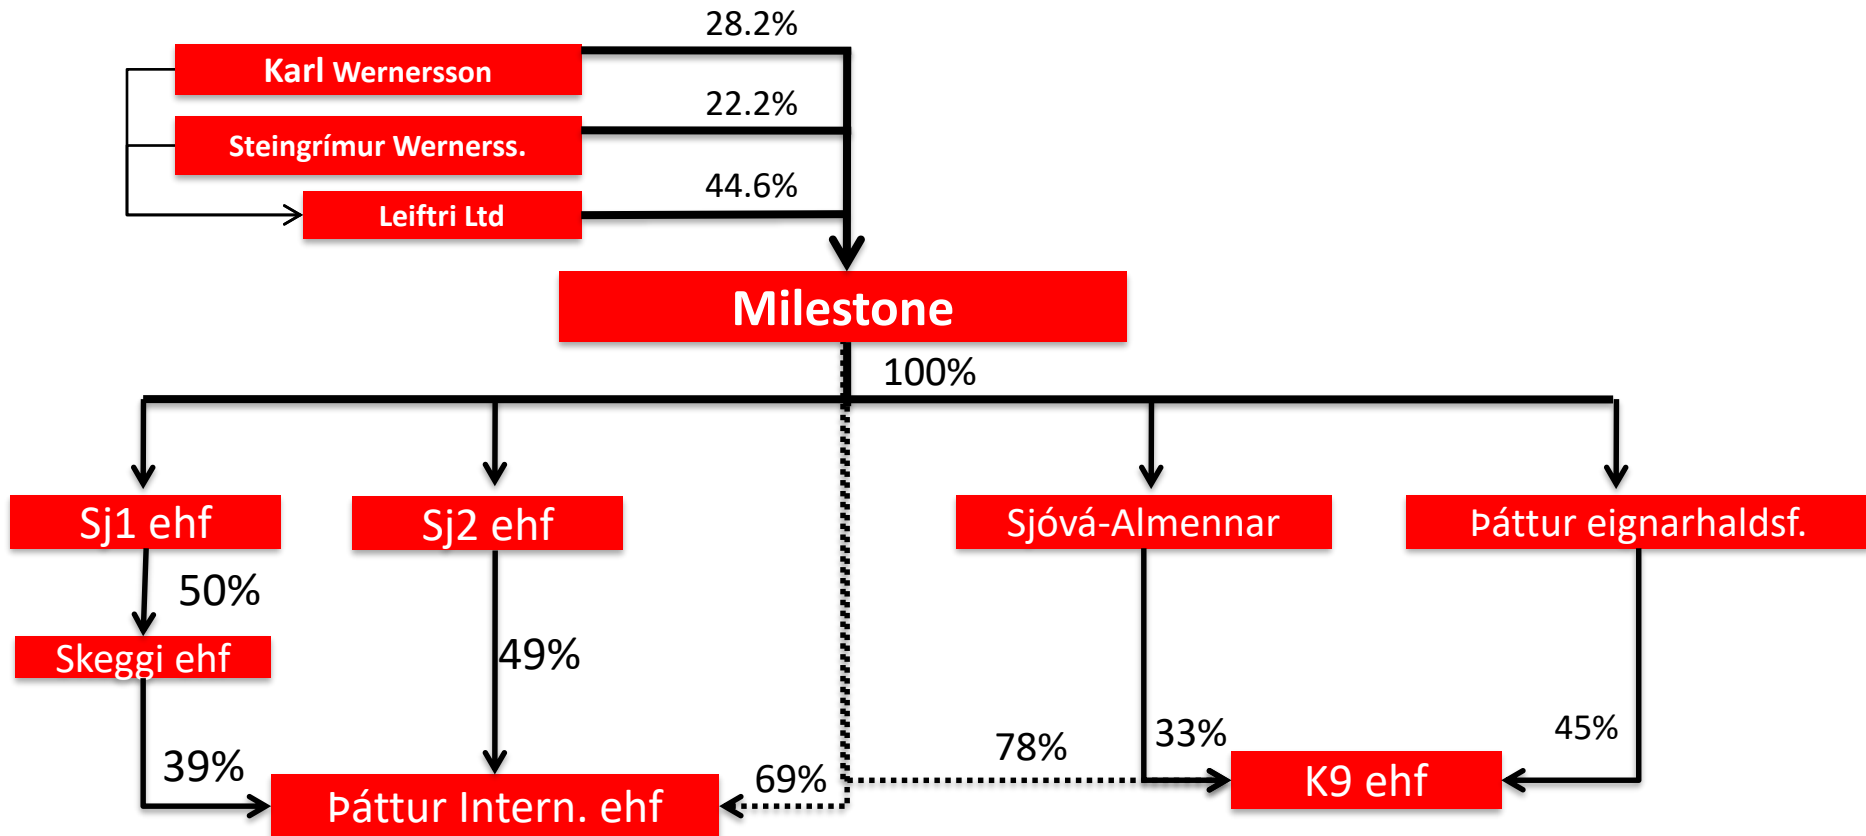 28.2%
Karl Wernersson
22.2%
Steingrímur Wernerss.
44.6%
Leiftri Ltd
Milestone
100%
Sj1 ehf
Sj2 ehf
Sjóvá-Almennar
Þáttur eignarhaldsf.
50%
Skeggi ehf
49%
39%
69%
78%
33%
45%
Þáttur Intern. ehf
K9 ehf